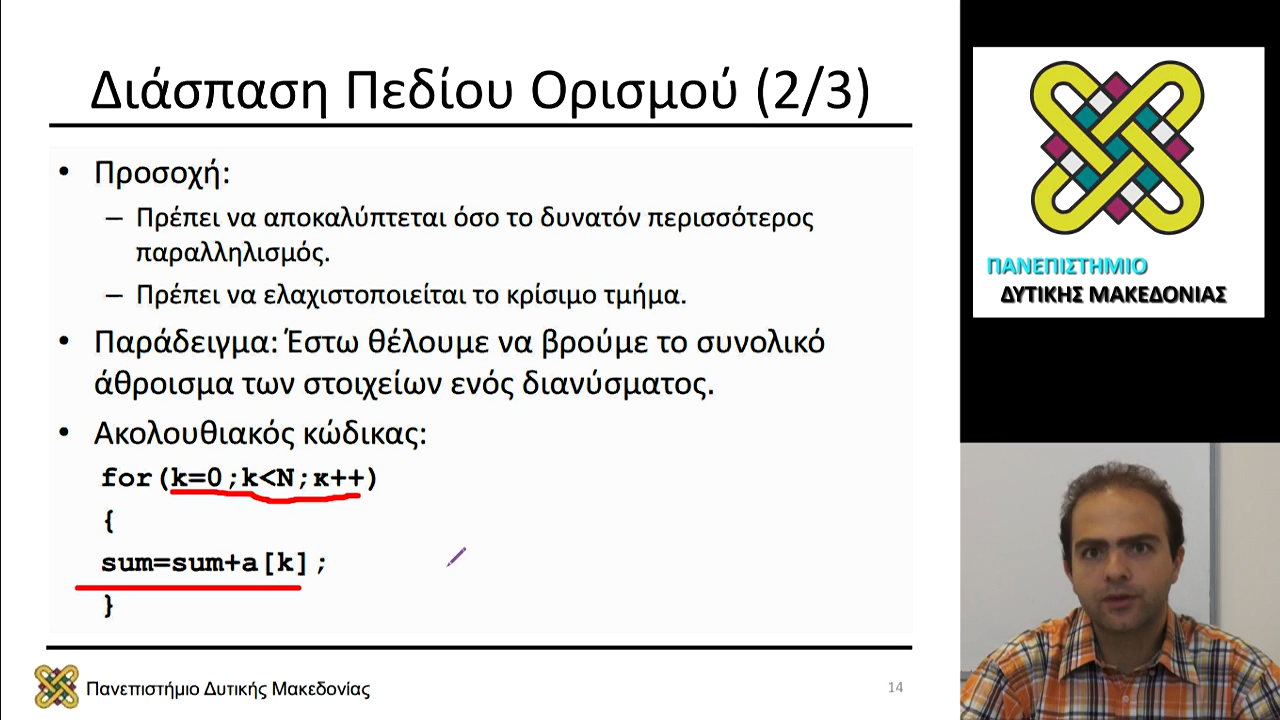 Διάσπαση Πεδίου Ορισμού (2/3)
• Προσοχή:
– Πρέπει να αποκαλύπτεται όσο το δυνατόν περισσότερος
παραλληλισμός.
– Πρέπει να ελαχιστοποιείται το κρίσιμο τμήμα.
• Παράδειγμα: Έστω θέλουμε να βρούμε το συνολικό
άθροισμα των στοιχείων ενός διανύσματος.
• Ακολουθιακός κώδικας:
for(k=0;k<N;κ++)
{
sum=sum+a[k];
}
Πανεπιστήμιο Δυτικής Μακεδονίας
14
ΠΑΝΕΠΙΣΤΗΜΙΟ
ΔΥΤΙΚΗΣ ΜΑΚΕΔΟΝΙΑΣ